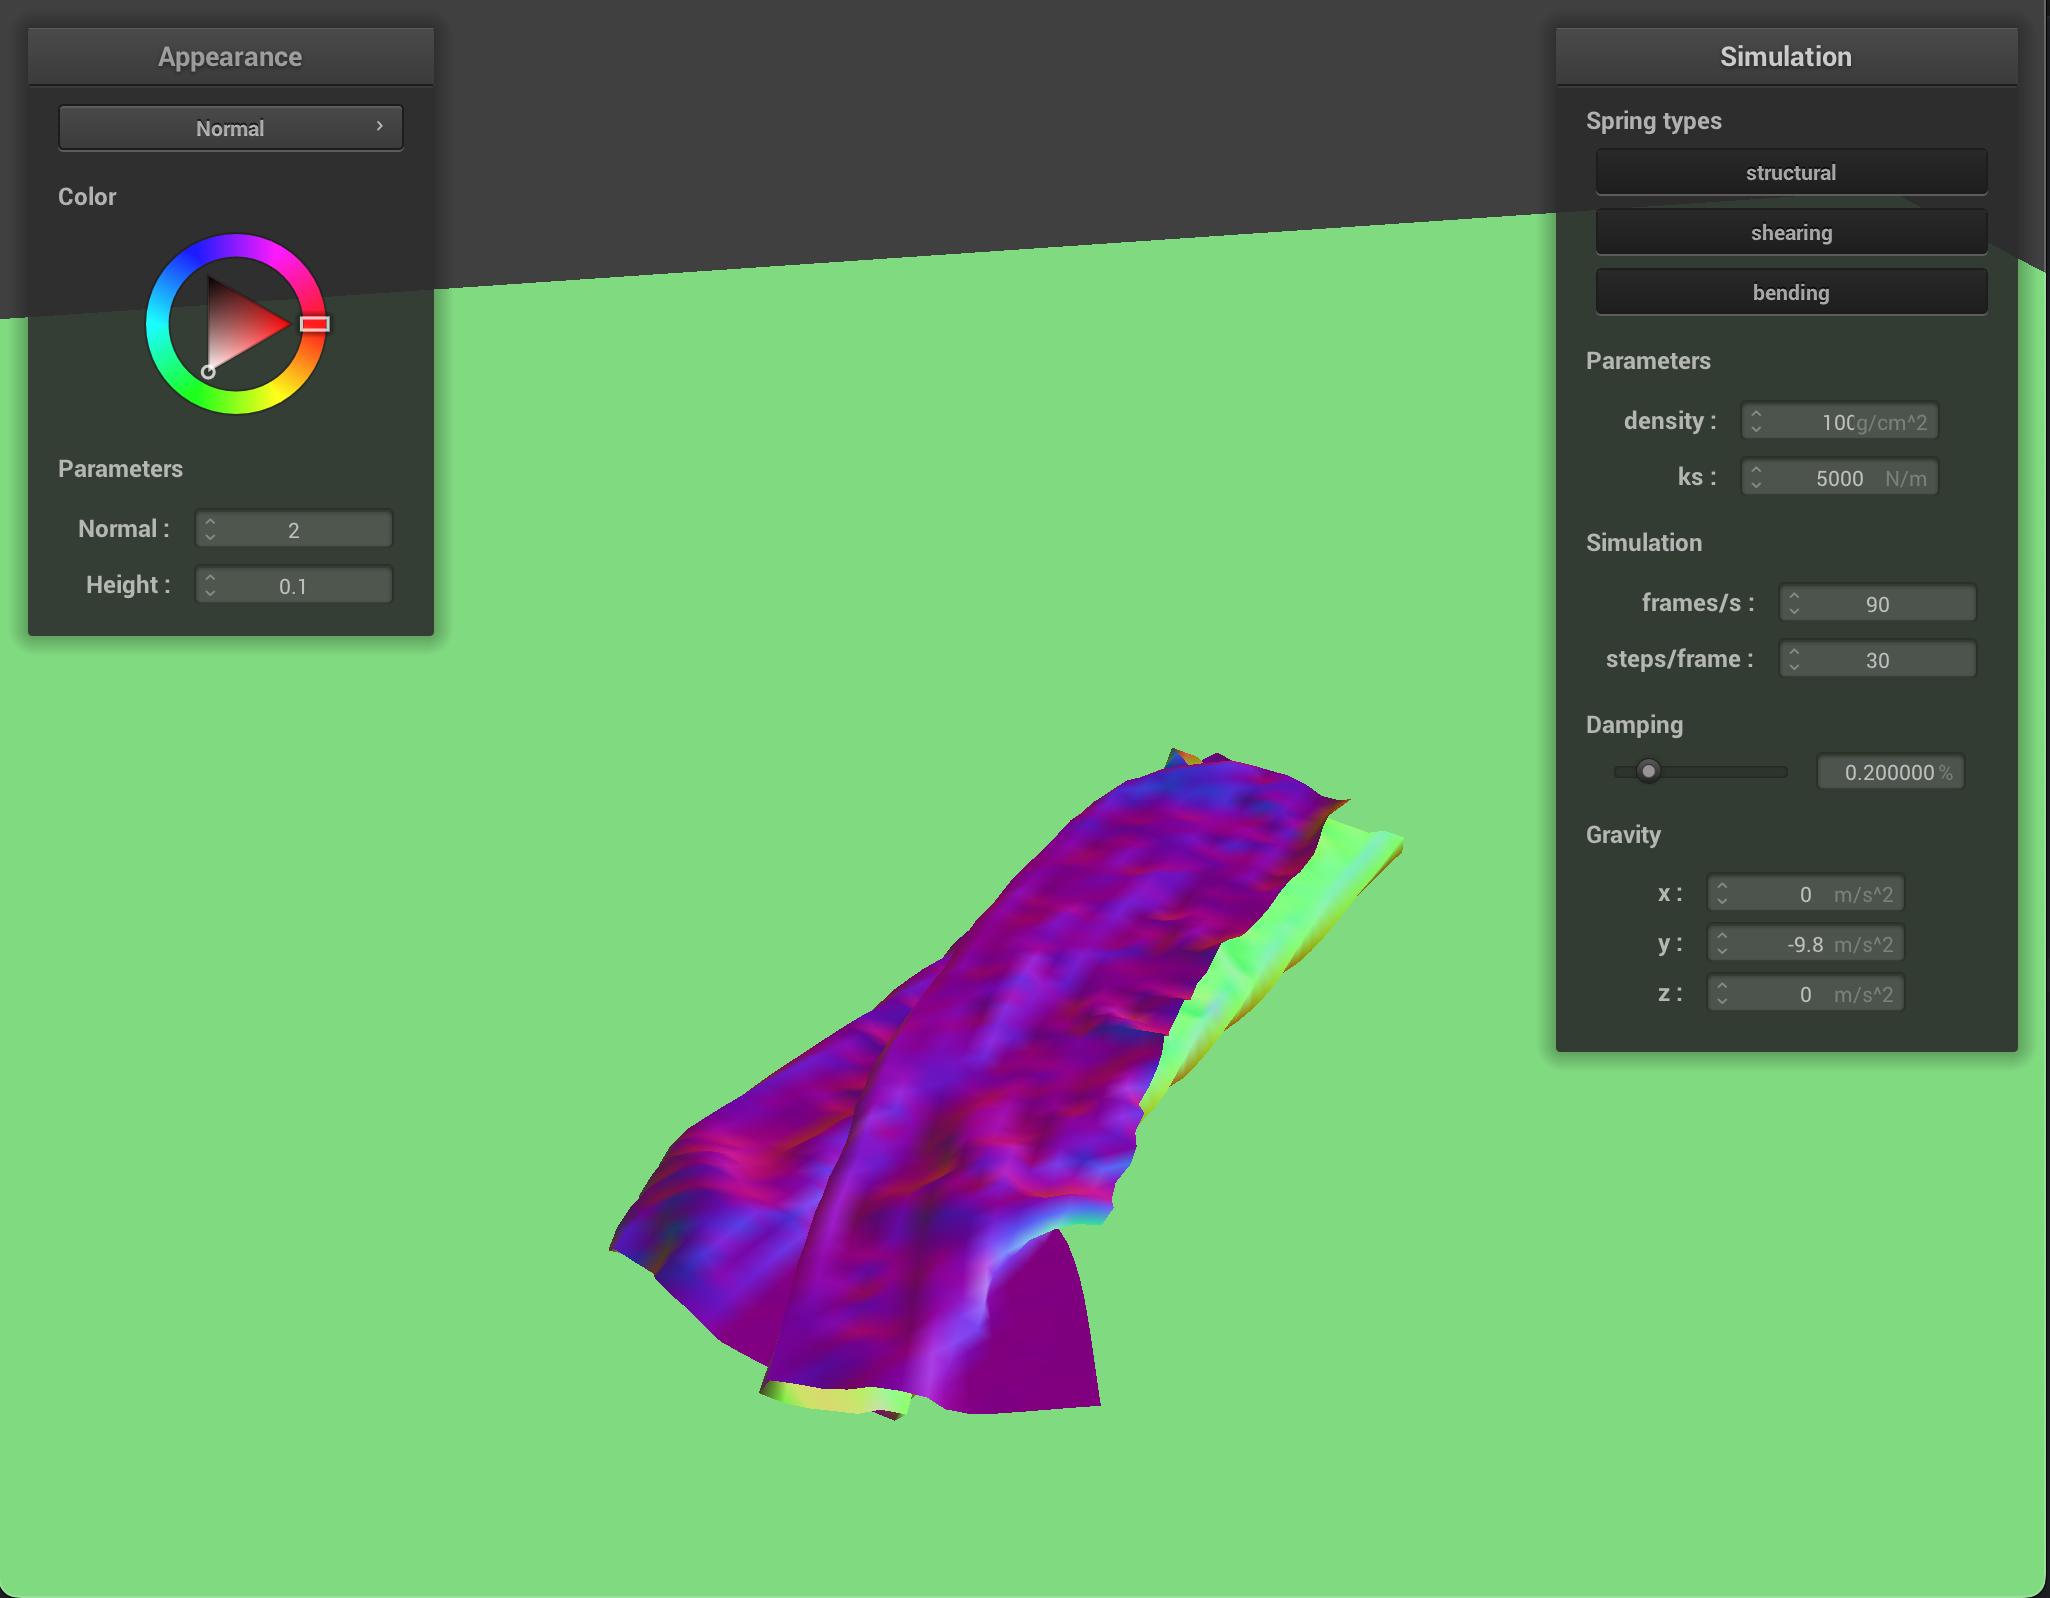 Appearance
Normal
Color
Parameters
Normal : 2
Height : 0.1
Simulation
Spring types
structural
shearing
bending
Parameters
density : 100 g/cm^2
ks : 5000 N/m
Simulation
frames/s : 90
steps/frame : 30
Damping
0.200000 %
Gravity
x : 0 m/s^2
y : -9.8 m/s^2
z : 0 m/s^2